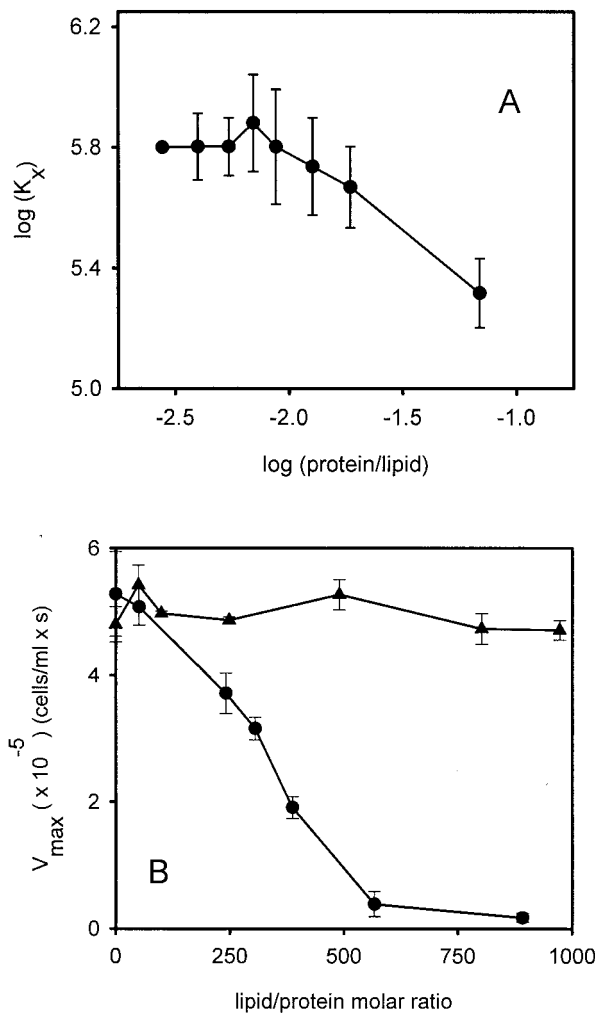 6.2
A
5.8
log (K_X)
5.4
5.0
-2.5 -2.0 -1.5 -1.0
log (protein/lipid)
6
4
V_max ( x 10^-5 ) (cells/ml x s)
2
B
0
0 250 500 750 1000
lipid/protein molar ratio